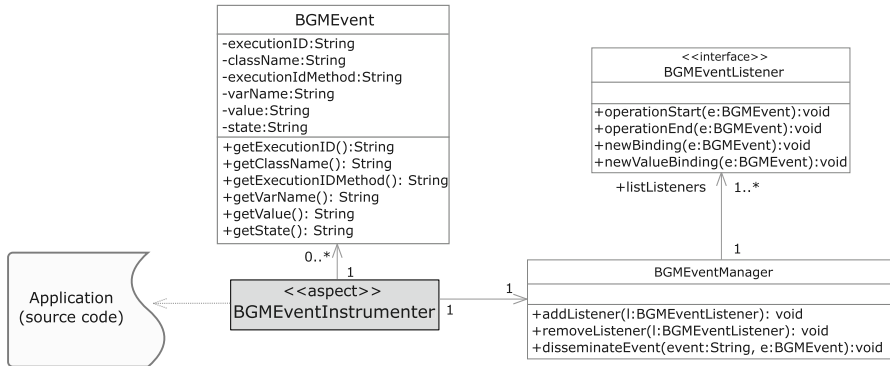 BGMEvent
-executionID:String
-className:String
-executionIdMethod:String
-varName:String
-value:String
-state:String
+getExecutionID():String
+getClassName(): String
+getExecutionIDMethod(): String
+getVarName(): String
+getValue(): String
+getState(): String
<<interface>>
BGMEventListener
+operationStart(e:BGMEvent):void
+operationEnd(e:BGMEvent):void
+newBinding(e:BGMEvent):void
+newValueBinding(e:BGMEvent):void
+listListeners 1..*
0..*
1
1
Application
(source code)
<<aspect>>
BGMEventInstrumenter
1
1
BGMEventManager
+addListener(l:BGMEventListener): void
+removeListener(l:BGMEventListener): void
+disseminateEvent(event:String, e:BGMEvent):void